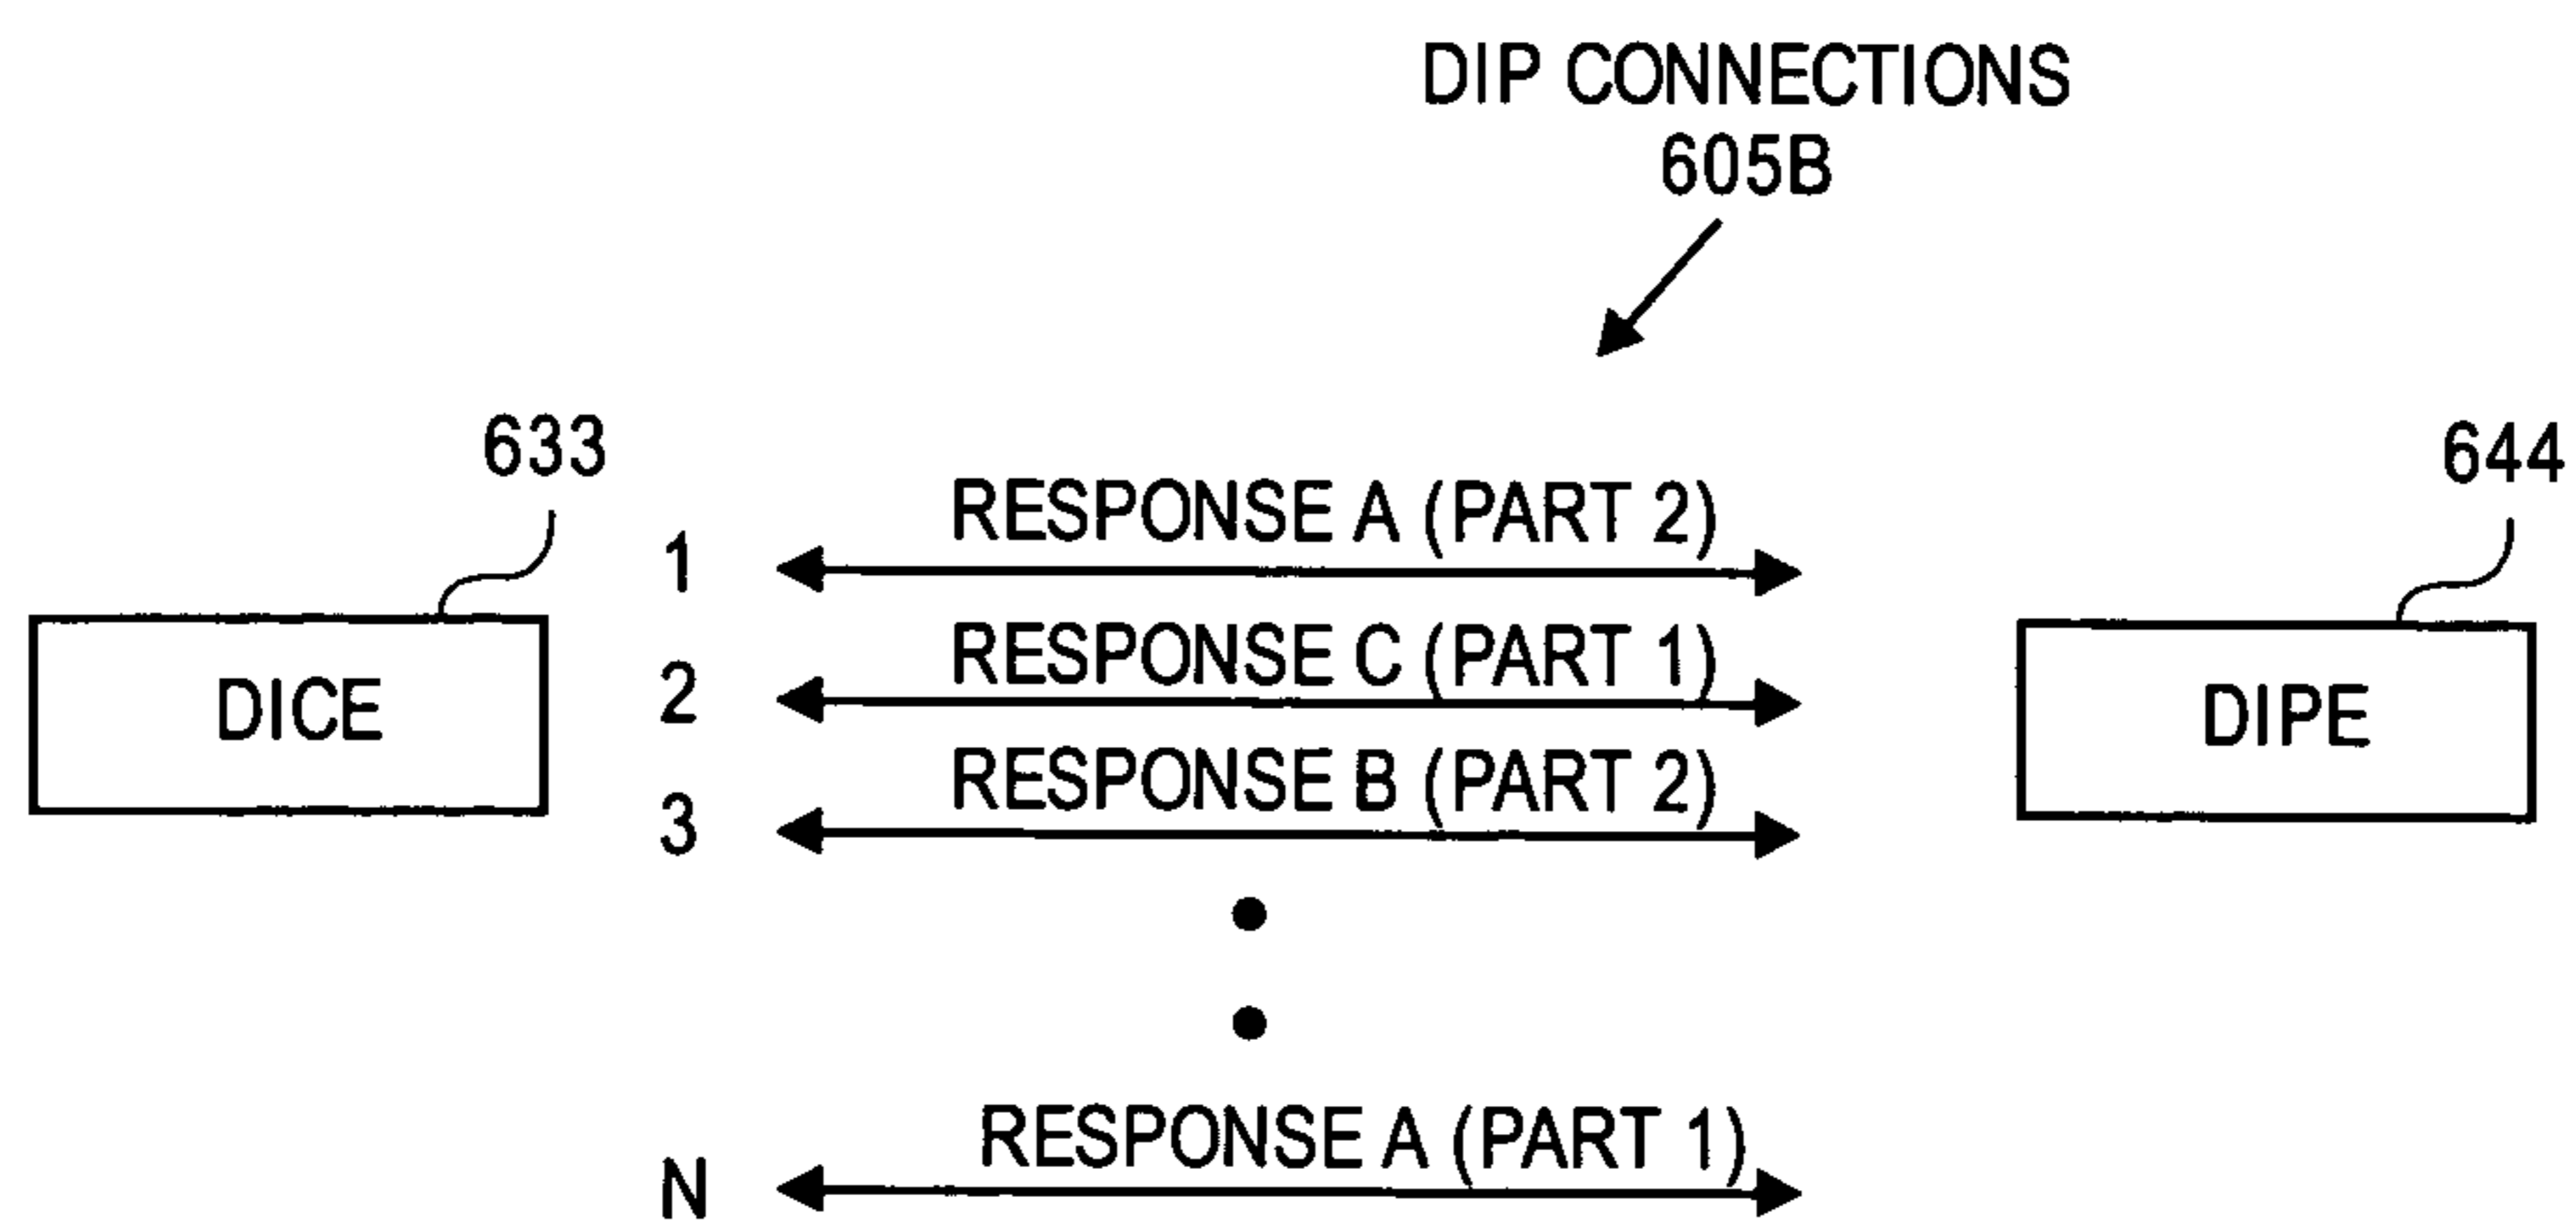 DIP CONNECTIONS
605B
633
644
RESPONSE A (PART 2)
1
RESPONSE C (PART 1)
2
DICE
DIPE
RESPONSE B (PART 2)
3
RESPONSE A (PART 1)
N